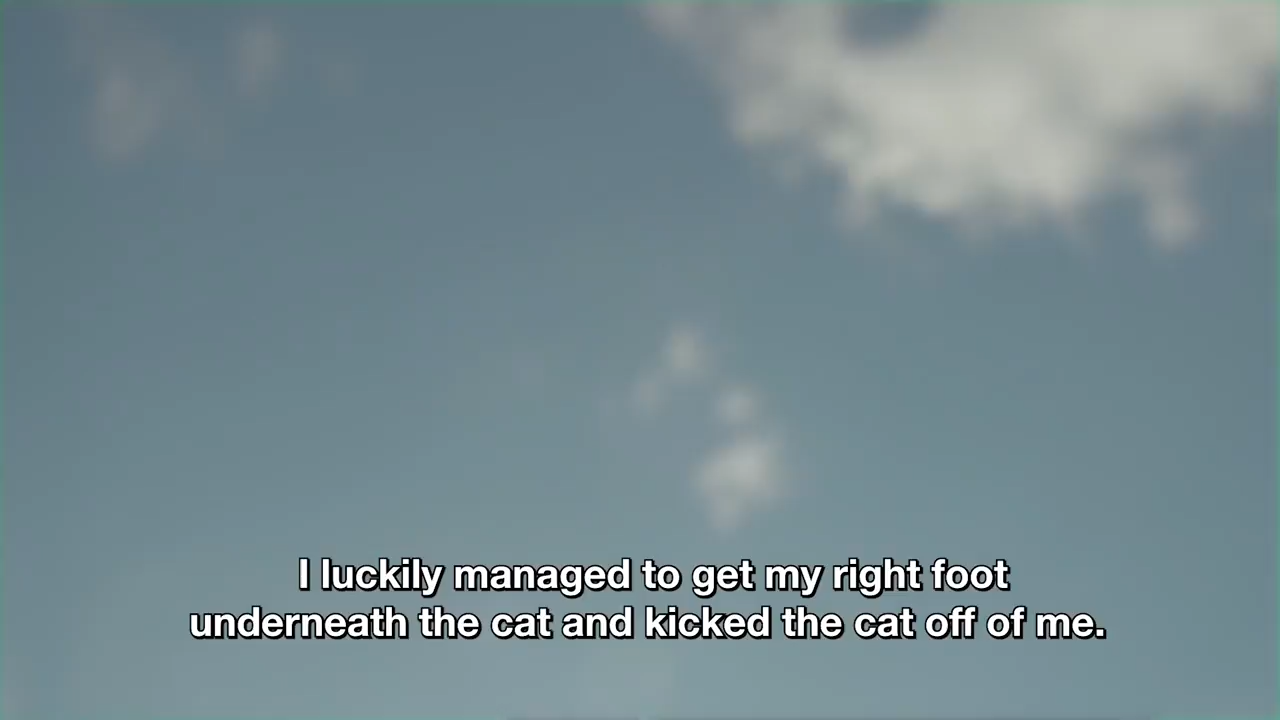 I luckily managed to get my right foot
underneath the cat and kicked the cat off of me.